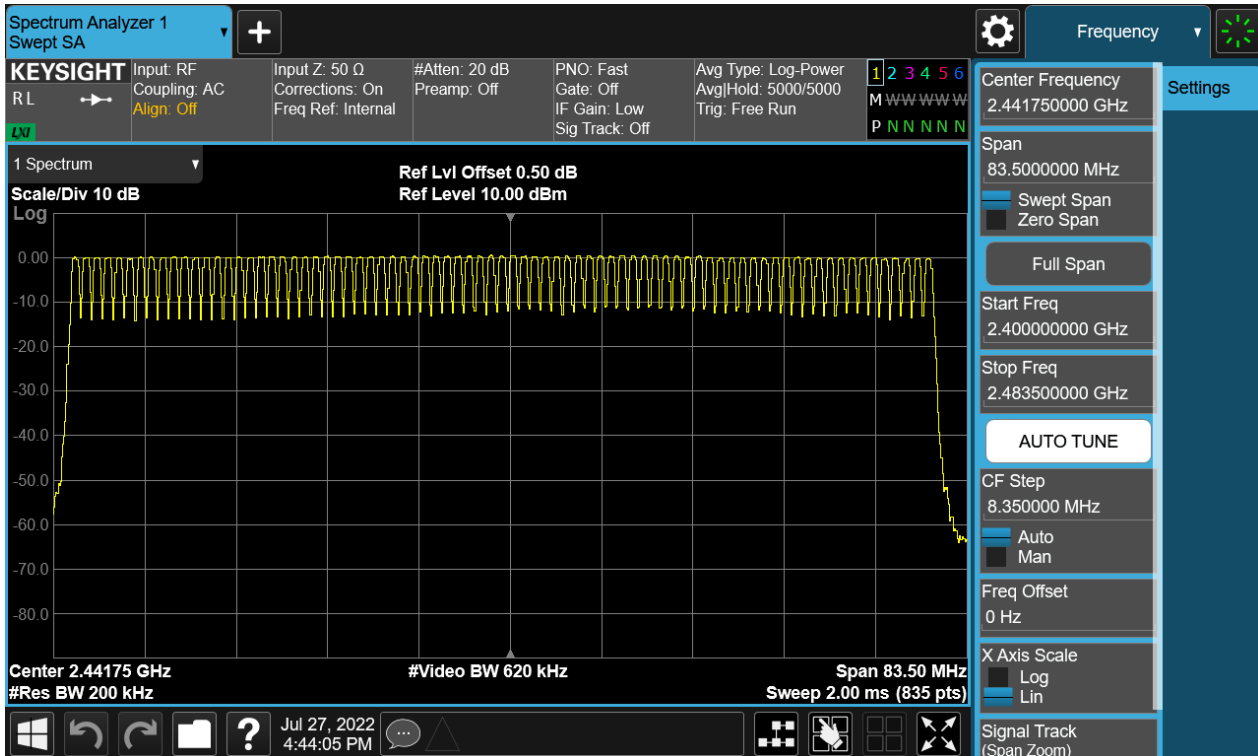 Spectrum Analyzer 1
Swept SA
+
Frequency
KEYSIGHT
R L
LXI
Input: RF
Coupling: AC
Align: Off
Input Z: 50 Ω
Corrections: On
Freq Ref: Internal
#Atten: 20 dB
Preamp: Off
PNO: Fast
Gate: Off
IF Gain: Low
Sig Track: Off
Avg Type: Log-Power
Avg|Hold: 5000/5000
Trig: Free Run
1 2 3 4 5 6
M W W W W W
P N N N N N
1 Spectrum
Scale/Div 10 dB
Ref Lvl Offset 0.50 dB
Ref Level 10.00 dBm
Log
0.00
-10.0
-20.0
-30.0
-40.0
-50.0
-60.0
-70.0
-80.0
Center 2.44175 GHz
#Video BW 620 kHz
Span 83.50 MHz
#Res BW 200 kHz
Sweep 2.00 ms (835 pts)
?
Jul 27, 2022
4:44:05 PM
Center Frequency
2.441750000 GHz
Span
83.5000000 MHz
Swept Span
Zero Span
Full Span
Start Freq
2.400000000 GHz
Stop Freq
2.483500000 GHz
AUTO TUNE
CF Step
8.350000 MHz
Auto
Man
Freq Offset
0 Hz
X Axis Scale
Log
Lin
Signal Track
(Span Zoom)
Settings